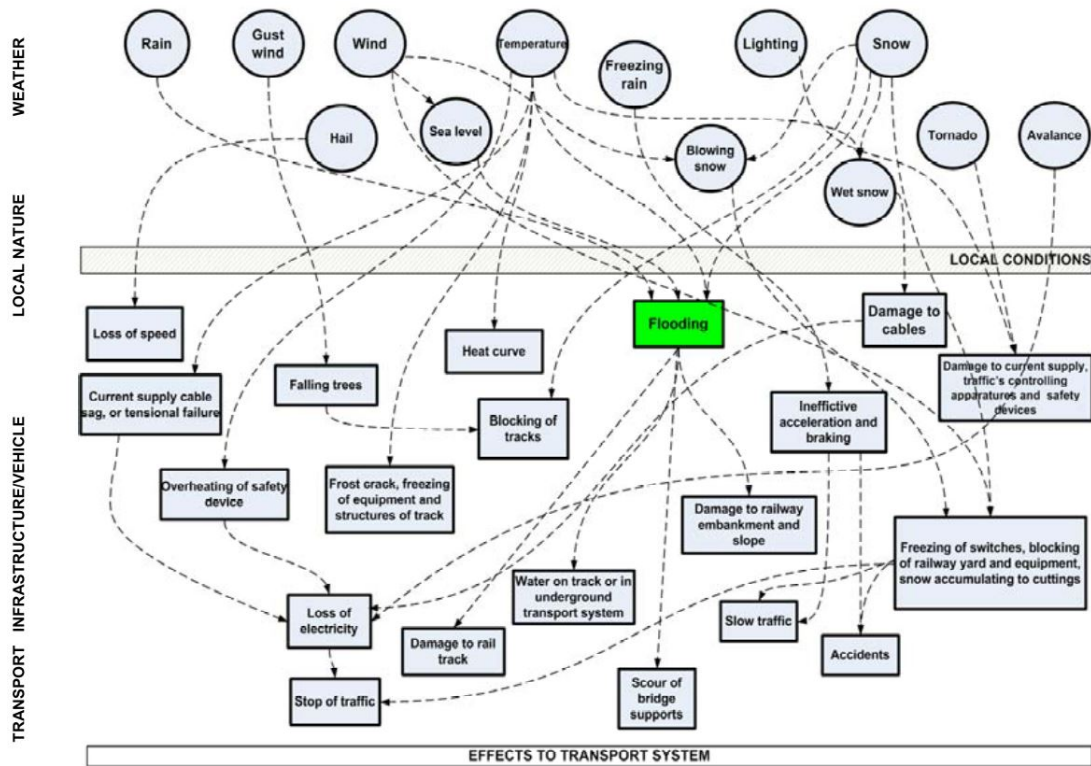 WEATHER
LOCAL NATURE
INFRASTRUCTURE/VEHICLE
TRANSPORT
Rain
Gust
wind
Wind
Temperature
Freezing
rain
Lighting
Snow
Hail
Sea level
Blowing
snow
Wet snow
Tornado
Avalance
LOCAL CONDITIONS
Loss of speed
Heat curve
Flooding
Damage to
cables
Current supply cable
sag, or tensional failure
Falling trees
Blocking of
tracks
Ineffictive
acceleration and
braking
Damage to current supply,
traffic's controlling
apparatures and safety
devices
Overheating of safety
device
Frost crack, freezing
of equipment and
structures of track
Damage to railway
embankment and
slope
Freezing of switches, blocking
of railway yard and equipment,
snow accumulating to cuttings
Loss of
electricity
Water on track or in
underground
transport system
Slow traffic
Damage to rail
track
Accidents
Stop of traffic
Scour of
bridge
supports
EFFECTS TO TRANSPORT SYSTEM